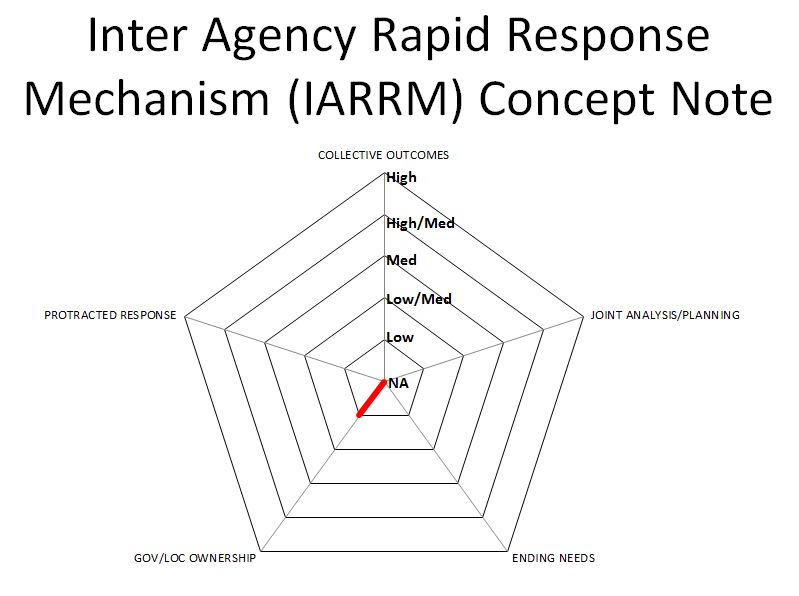 Inter Agency Rapid Response
Mechanism (IARRM) Concept Note
COLLECTIVE OUTCOMES
High
High/Med
Med
Low/Med
PROTRACTED RESPONSE
JOINT ANALYSIS/PLANNING
Low
NA
GOV/LOC OWNERSHIP
ENDING NEEDS